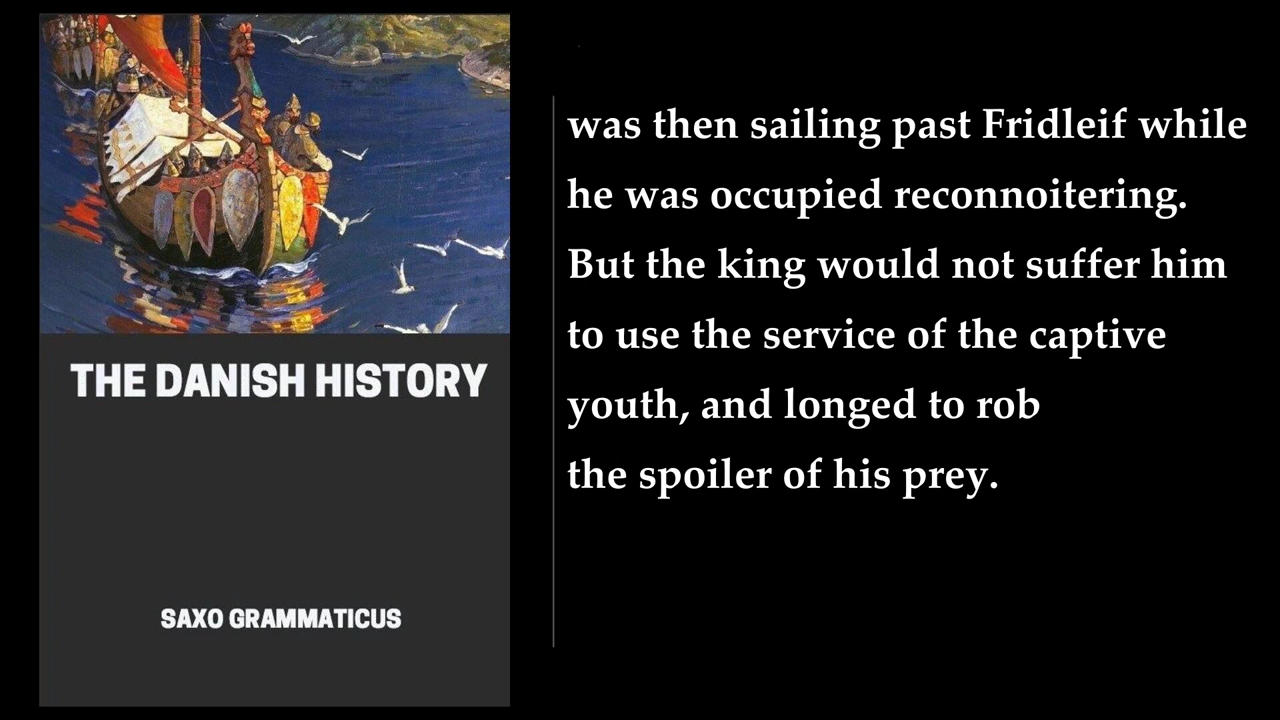 THE DANISH HISTORY
SAXO GRAMMATICUS
was then sailing past Fridleif while
he was occupied reconnoitering.
But the king would not suffer him
to use the service of the captive
youth, and longed to rob
the spoiler of his prey.